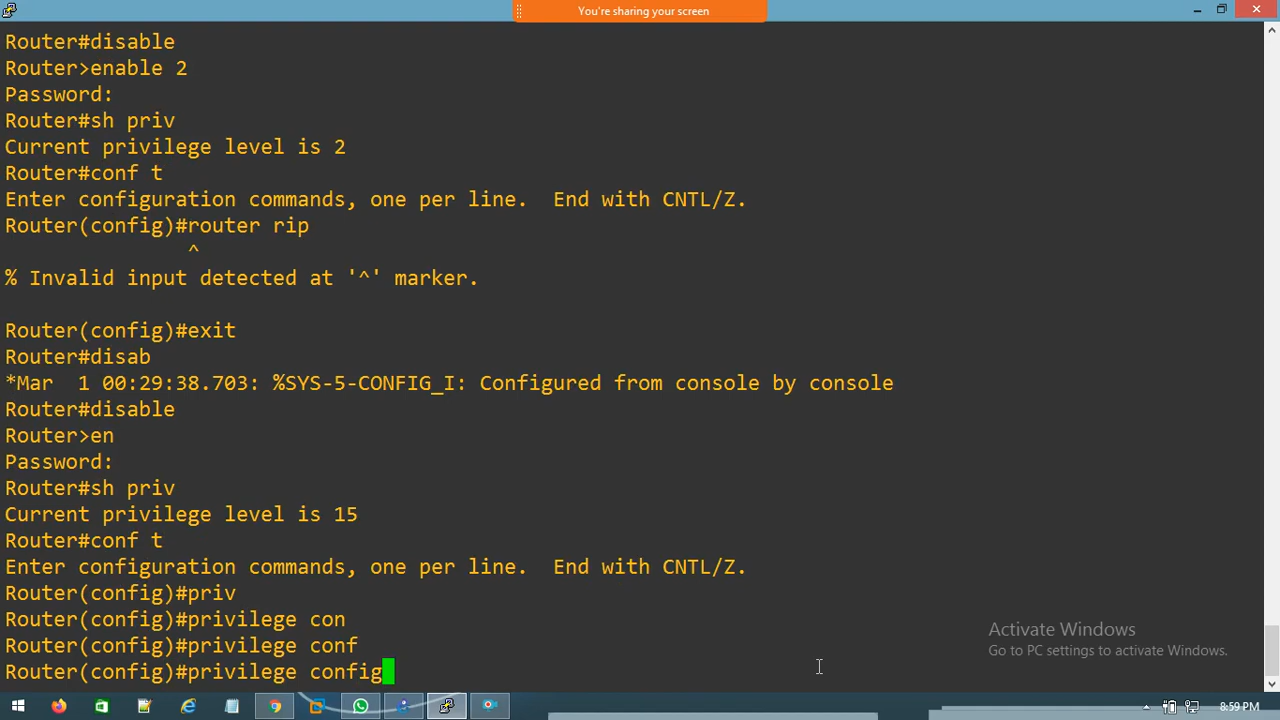 You're sharing your screen
Router#disable
Router>enable 2
Password:
Router#sh priv
Current privilege level is 2
Router#conf t
Enter configuration commands, one per line.  End with CNTL/Z.
Router(config)#router rip
^
% Invalid input detected at '^' marker.
Router(config)#exit
Router#disab
*Mar  1 00:29:38.703: %SYS-5-CONFIG_I: Configured from console by console
Router#disable
Router>en
Password:
Router#sh priv
Current privilege level is 15
Router#conf t
Enter configuration commands, one per line.  End with CNTL/Z.
Router(config)#priv
Router(config)#privilege con
Router(config)#privilege conf
Router(config)#privilege config
Activate Windows
Go to PC settings to activate Windows.
8:59 PM